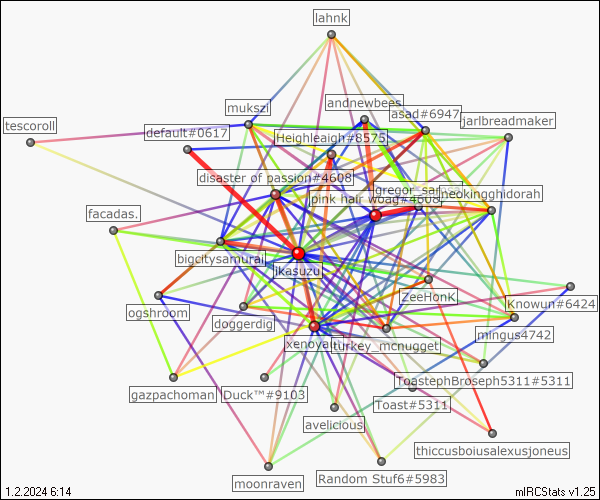 lahnk
mukszi
andnewbees
asad#6947
jarlbreadmaker
tescoroll
default#0617
Heighleaigh#8575
disaster of passion#4608
pink hair woag#4608
neokingghidorah
facadas.
bigcitysamurai
ikasuzu
ogshroom
doggerdig
ZeeHonK
Knowun#6424
mingus4742
turkey_mcnugget
gazpachoman
Duck™#9103
ToastephBroseph5311#5311
Toast#5311
avelicious
thiccusboiusalexusjoneus
moonraven
Random Stuf6#5983
1.2.2024 6:14
mIRCStats v1.25